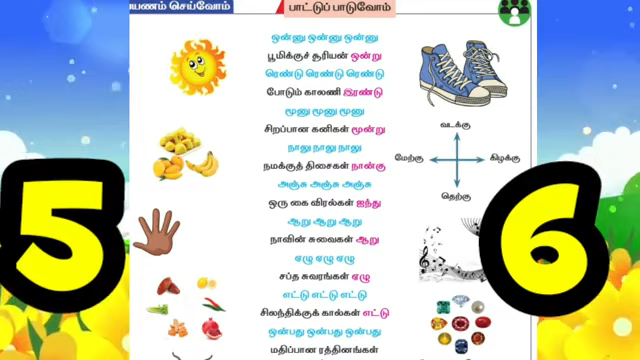 பயணம் செய்வோம்
பாட்டுப் பாடுவோம்
ஒன்னு ஒன்னு ஒன்னு
பூமிக்குச் சூரியன் ஒன்று
ரெண்டு ரெண்டு ரெண்டு
போடும் காலணி இரண்டு
மூனு மூனு மூனு
சிறப்பான கனிகள் மூன்று
நாலு நாலு நாலு
நமக்குத் திசைகள் நான்கு
அஞ்சு அஞ்சு அஞ்சு
ஒரு கை விரல்கள் ஐந்து
ஆறு ஆறு ஆறு
நாவின் சுவைகள் ஆறு
ஏழு ஏழு ஏழு
சப்த சுவரங்கள் ஏழு
எட்டு எட்டு எட்டு
சிலந்திக்குக் கால்கள் எட்டு
ஒன்பது ஒன்பது ஒன்பது
மதிப்பான ரத்தினங்கள்
வடக்கு
மேற்கு
கிழக்கு
தெற்கு
5
6